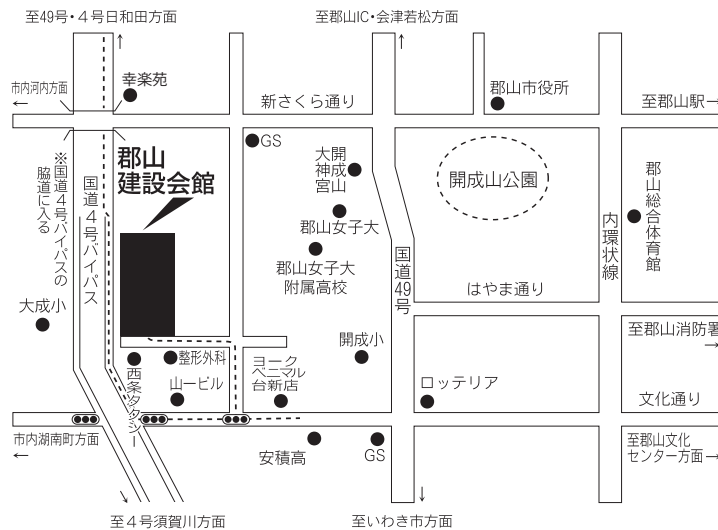 至49号・4号日和田方面
至郡山IC・会津若松方面
市内河内方面
←
幸楽苑
新さくら通り
郡山市役所
至郡山駅→
GS
郡山
建設会館
大開
神成
宮山
開成山公園
郡山総合体育館
郡山女子大
※国道4号バイパスの
脇道に入る
国道4号バイパス
郡山女子大
附属高校
国道49号
内環状線
はやま通り
大成小
至郡山消防署
→
整形外科
開成小
西条タクシー
山一ビル
ヨーク
ベニマル
台新店
ロッテリア
文化通り
市内湖南町方面
←
安積高
GS
至郡山文化
センター方面→
至4号須賀川方面
至いわき市方面